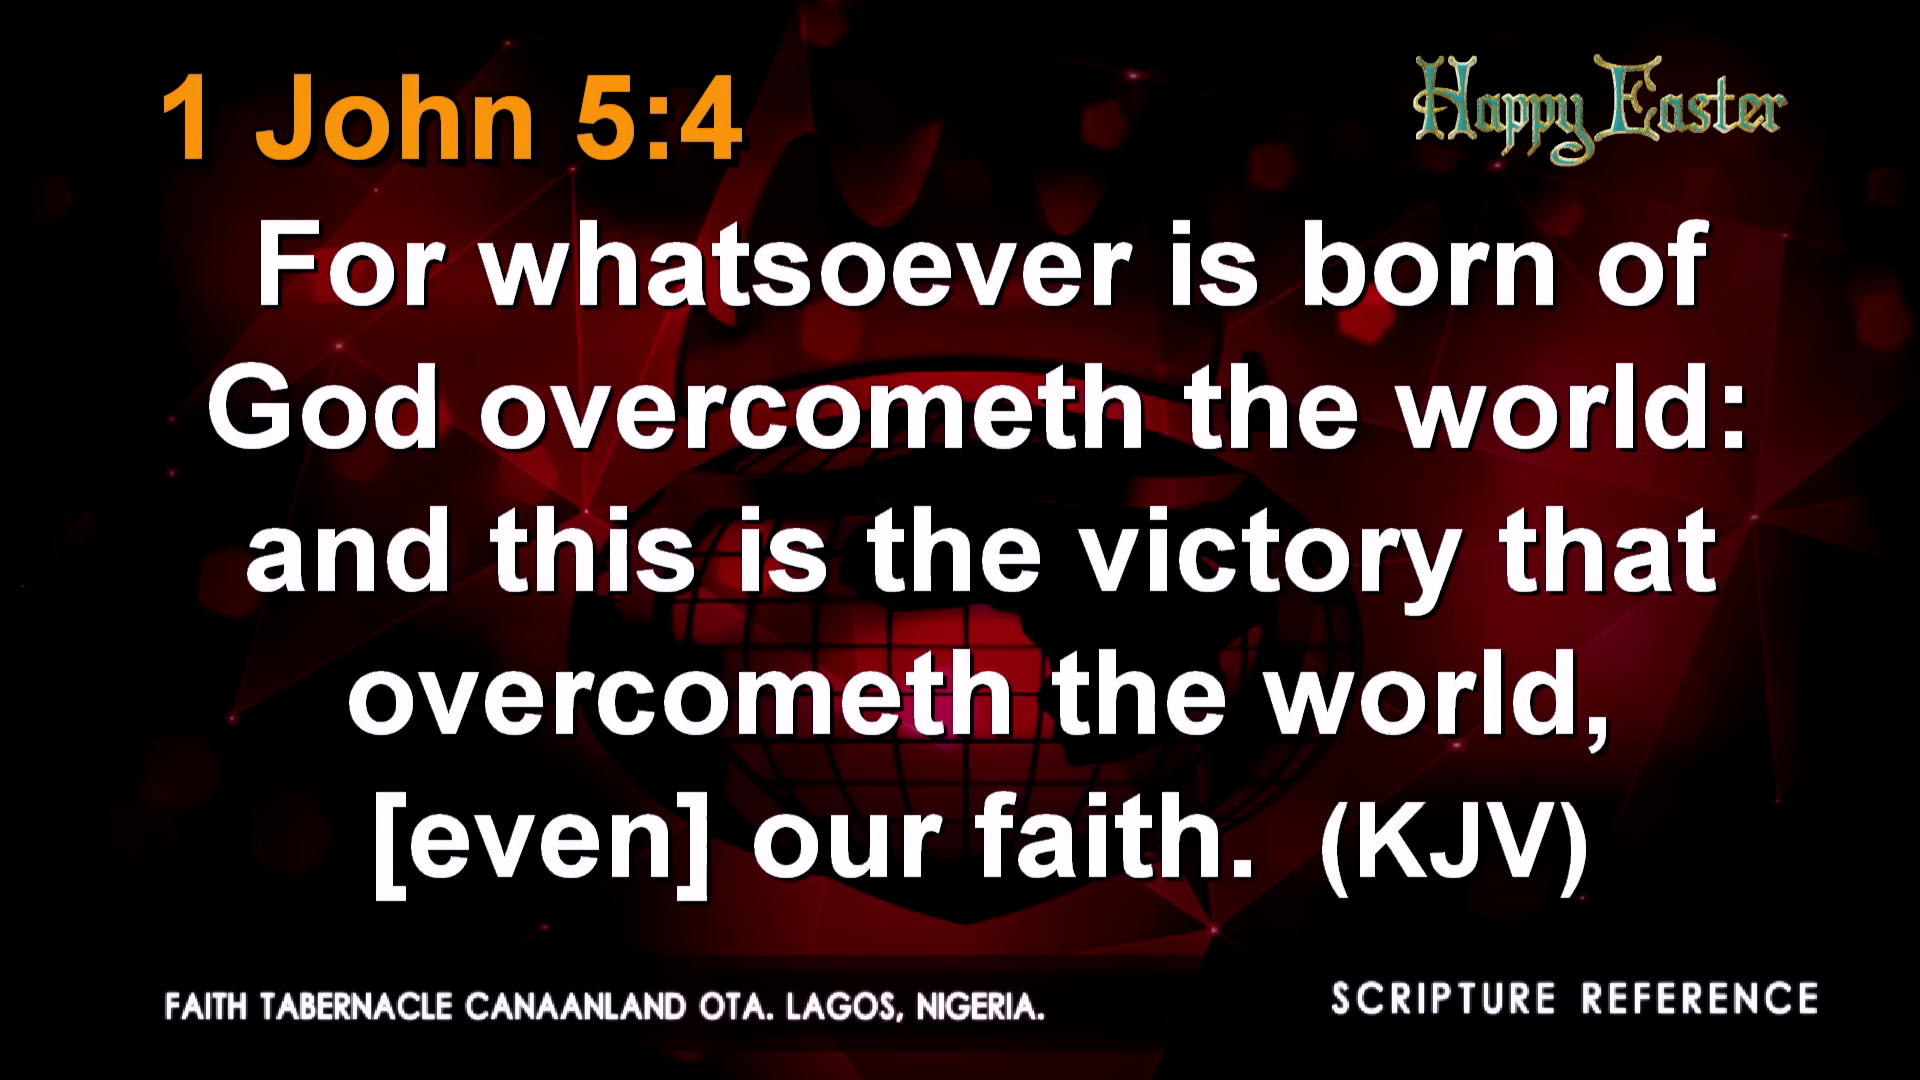 1 John 5:4
Happy Easter
For whatsoever is born of
God overcometh the world:
and this is the victory that
overcometh the world,
[even] our faith.  (KJV)
FAITH TABERNACLE CANAANLAND OTA. LAGOS, NIGERIA.
SCRIPTURE REFERENCE